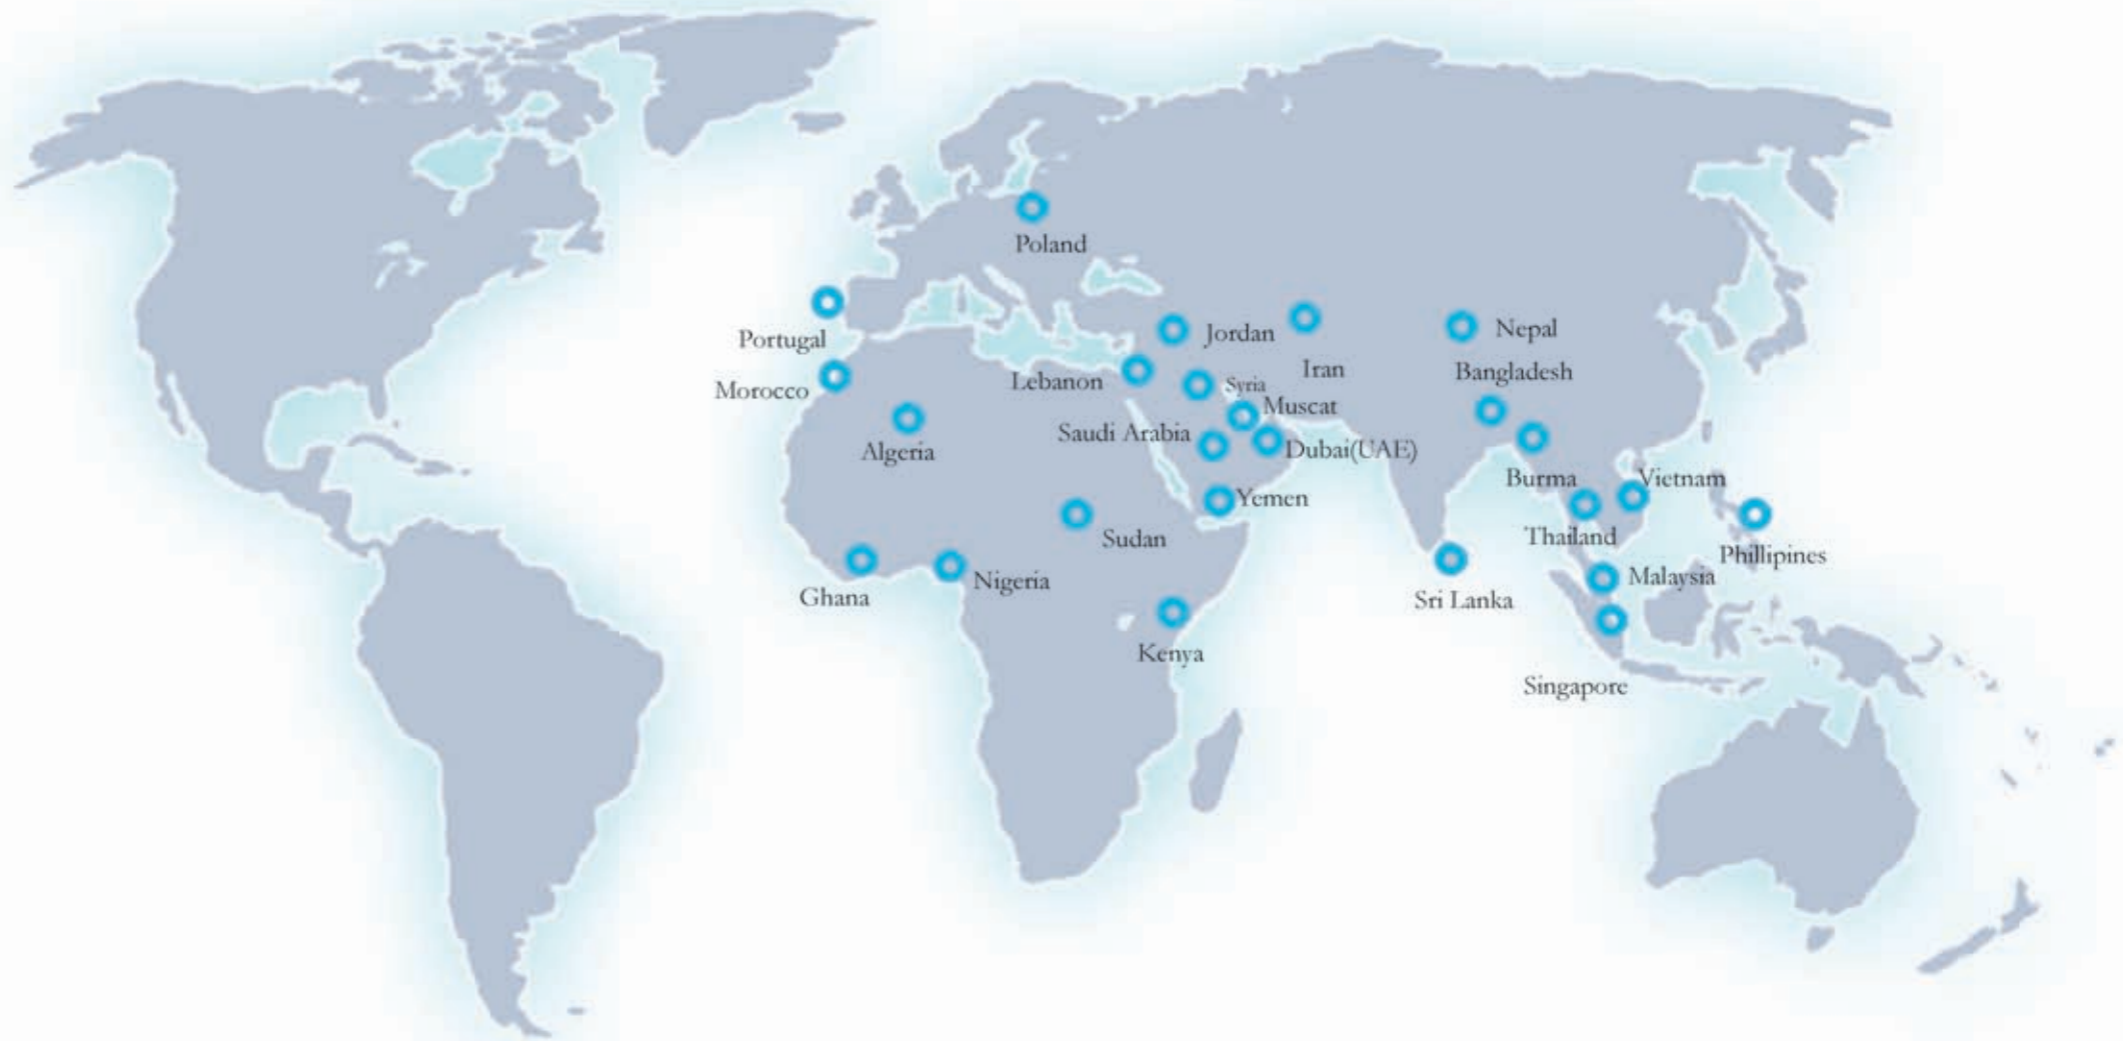 Poland
Portugal
Jordan
Nepal
Iran
Bangladesh
Lebanon
Syria
Morocco
Muscat
Saudi Arabia
Dubai(UAE)
Algeria
Burma
Vietnam
Yemen
Sudan
Thailand
Phillipines
Nigeria
Malaysia
Ghana
Sri Lanka
Kenya
Singapore